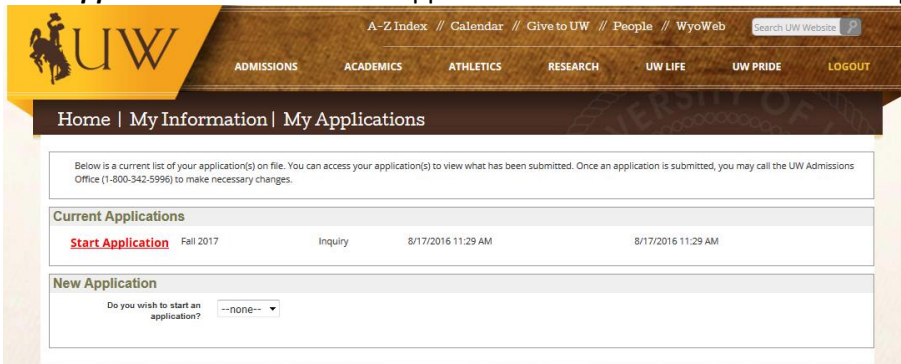 A-Z Index // Calendar // Give to UW // People // WyoWeb Search UW Website
UW
ADMISSIONS ACADEMICS ATHLETICS RESEARCH UW LIFE UW PRIDE LOGOUT
Home | My Information | My Applications
Below is a current list of your application(s) on file. You can access your application(s) to view what has been submitted. Once an application is submitted, you may call the UW Admissions
Office (1-800-342-5996) to make necessary changes.
Current Applications
Start Application Fall 2017 Inquiry 8/17/2016 11:29 AM 8/17/2016 11:29 AM
New Application
Do you wish to start an --none--
application?